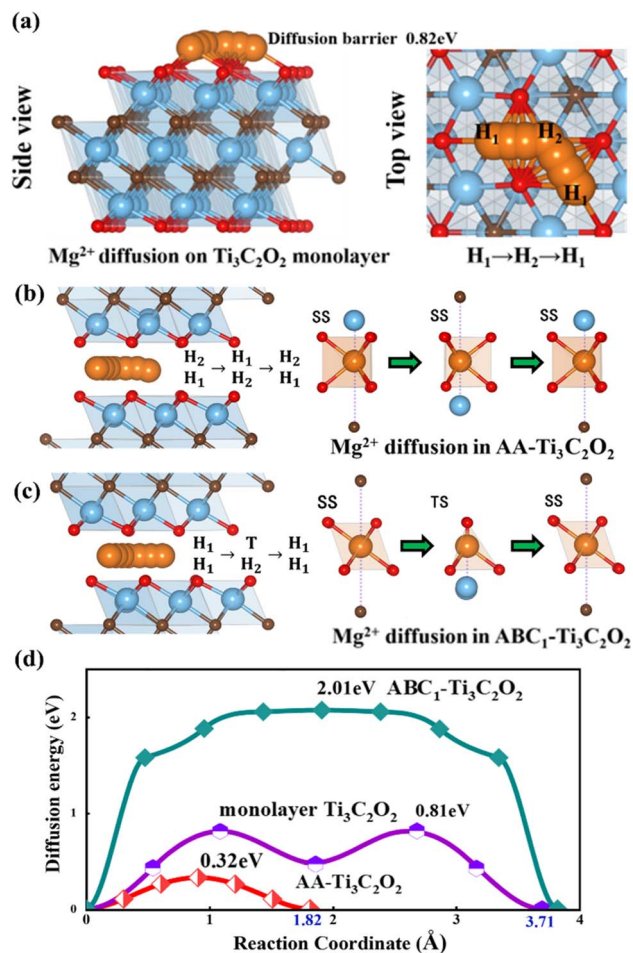 (a)
Diffusion barrier 0.82eV
Side view
Top view
H₁
H₂
H₁
Mg²⁺ diffusion on Ti₃C₂O₂ monolayer
H₁→H₂→H₁
(b)
H₂ → H₁ → H₂
H₁ → H₂ → H₁
SS
SS
SS
Mg²⁺ diffusion in AA-Ti₃C₂O₂
(c)
H₁ → T → H₁
H₁ → H₂ → H₁
SS
TS
SS
Mg²⁺ diffusion in ABC₁-Ti₃C₂O₂
(d)
2.01eV ABC₁-Ti₃C₂O₂
monolayer Ti₃C₂O₂ 0.81eV
0.32eV
AA-Ti₃C₂O₂
Diffusion energy (eV)
2
1
0
0 1 1.82 2 3 3.71 4
Reaction Coordinate (Å)